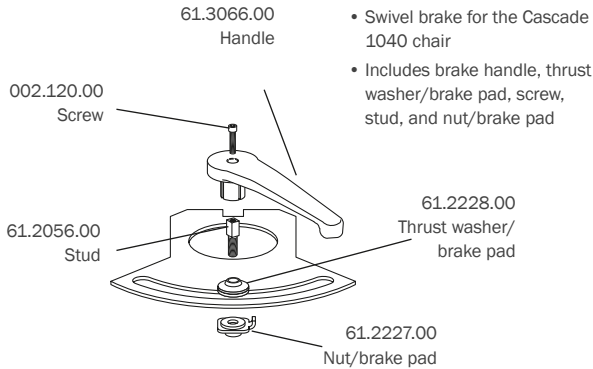 61.3066.00
Handle
• Swivel brake for the Cascade
1040 chair
• Includes brake handle, thrust
washer/brake pad, screw,
stud, and nut/brake pad
002.120.00
Screw
61.2228.00
Thrust washer/
brake pad
61.2056.00
Stud
61.2227.00
Nut/brake pad